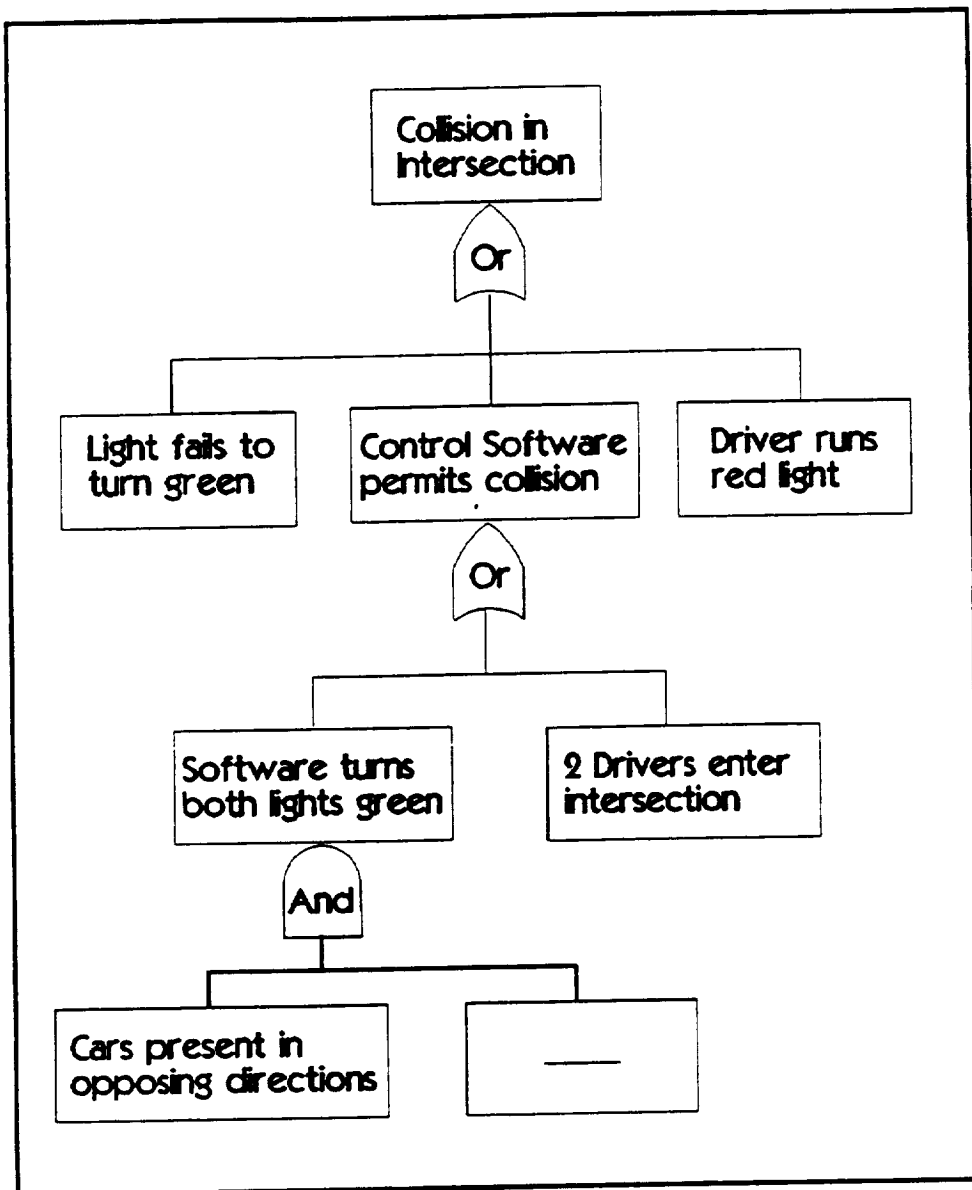 Collision in
Intersection
Or
Light fails to
turn green
Control Software
permits collision
Driver runs
red light
Or
Software turns
both lights green
2 Drivers enter
intersection
And
Cars present in
opposing directions